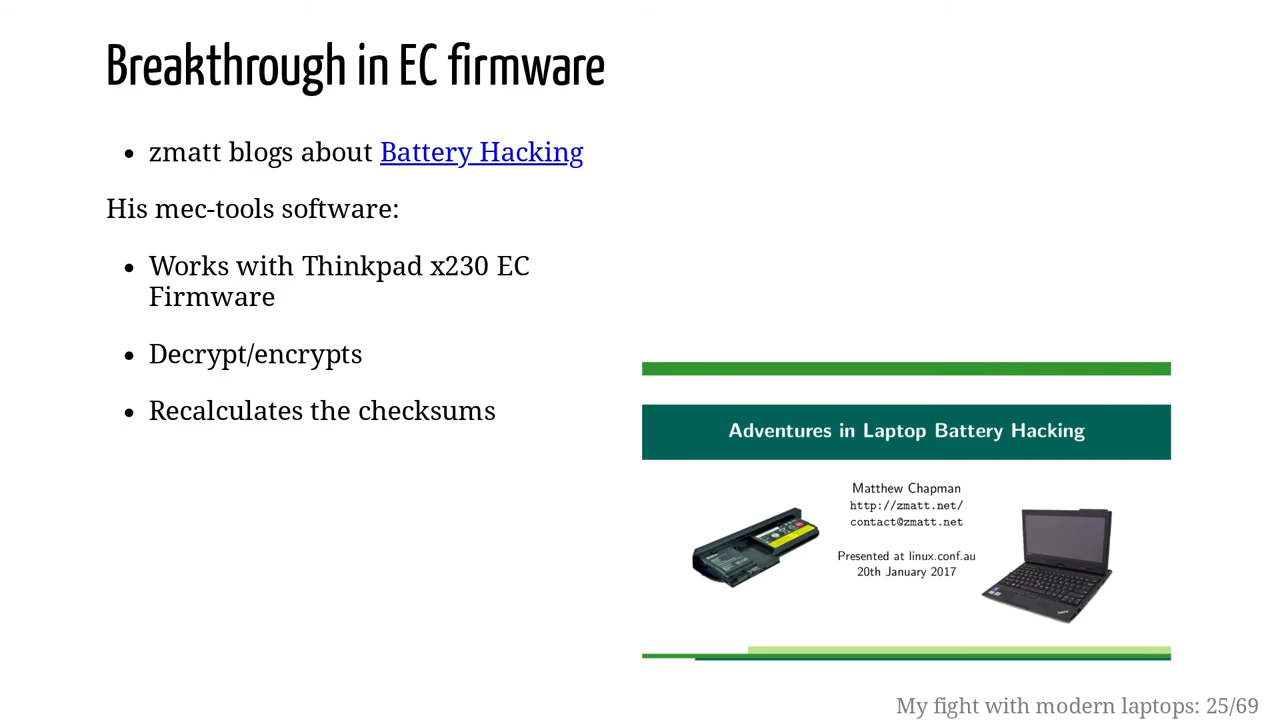 Breakthrough in EC firmware
• zmatt blogs about Battery Hacking
His mec-tools software:
• Works with Thinkpad x230 EC
Firmware
• Decrypt/encrypts
• Recalculates the checksums
Adventures in Laptop Battery Hacking
Matthew Chapman
http://zmatt.net/
contact@zmatt.net
Presented at linux.conf.au
20th January 2017
My fight with modern laptops: 25/69